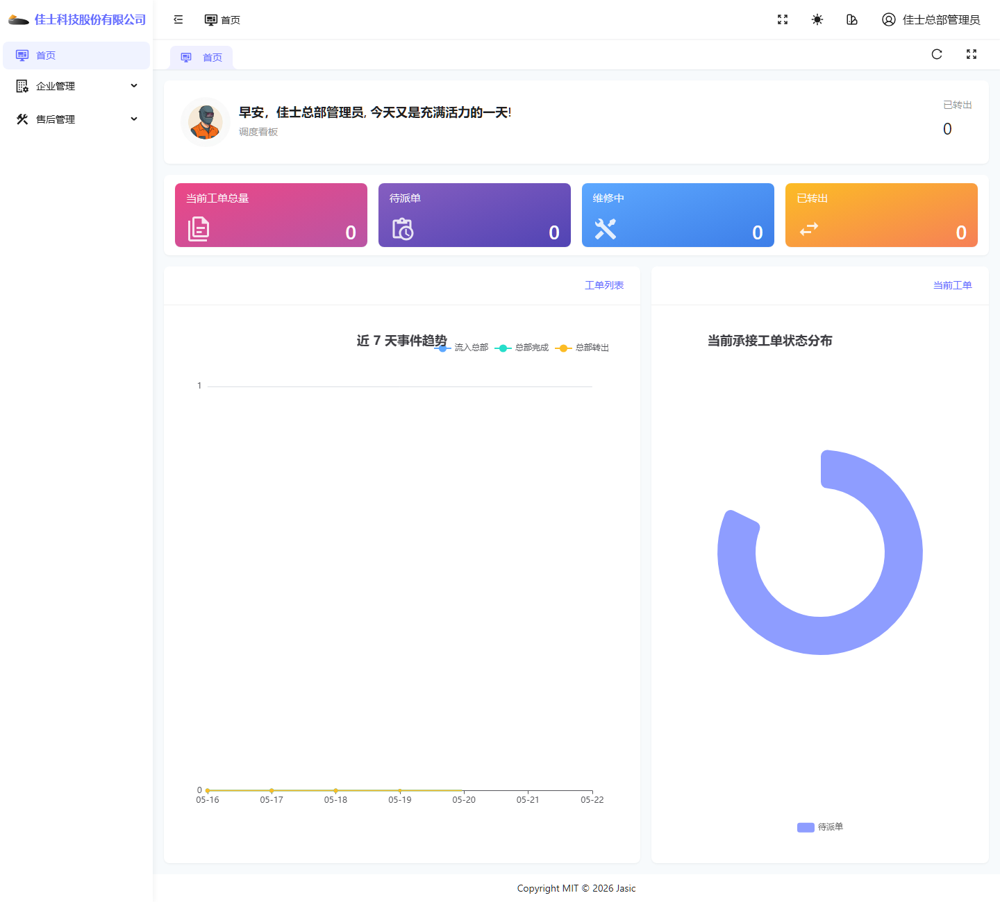 佳士科技股份有限公司
首页
佳士总部管理员
首页
首页
企业管理
售后管理
早安，佳士总部管理员, 今天又是充满活力的一天!
调度看板
已转出
0
当前工单总量
0
待派单
0
维修中
0
已转出
0
工单列表
近 7 天事件趋势
流入总部
总部完成
总部转出
1
0
05-16
05-17
05-18
05-19
05-20
05-21
05-22
当前工单
当前承接工单状态分布
待派单
Copyright MIT © 2026 Jasic